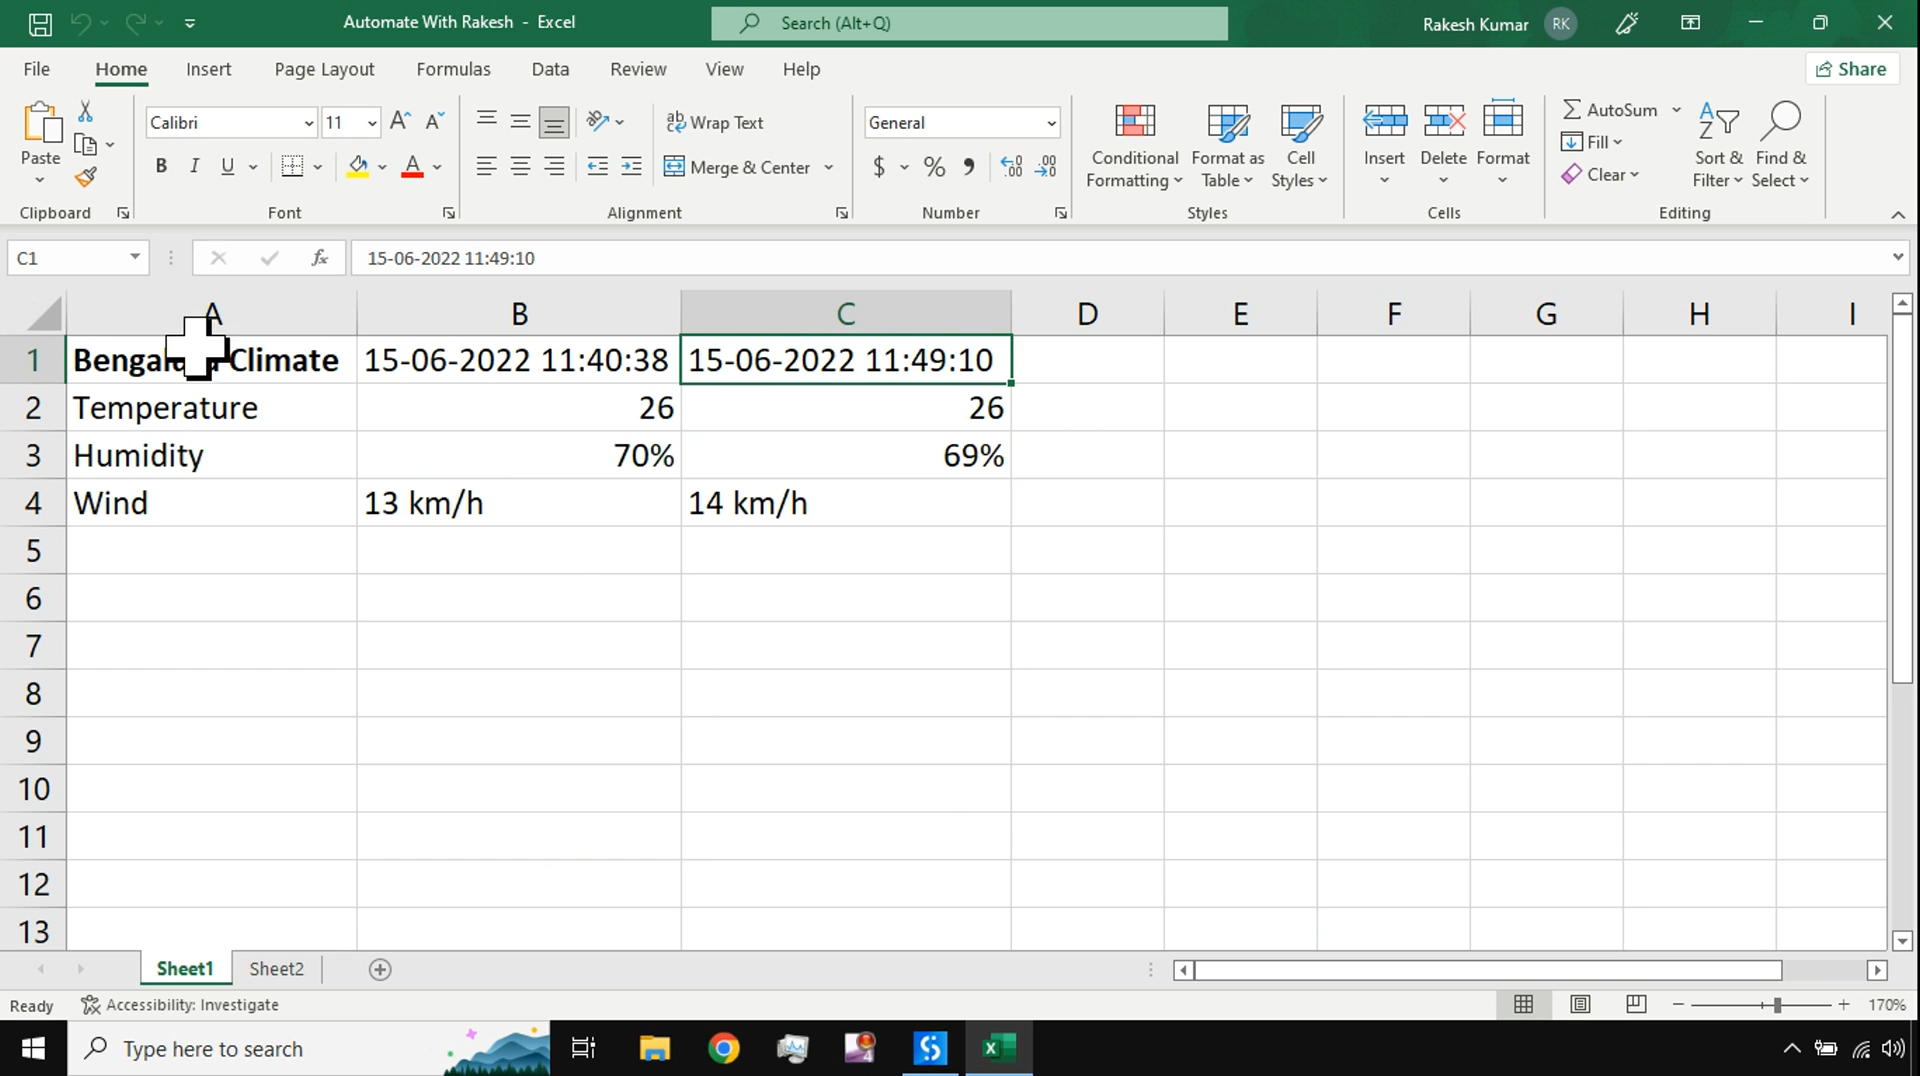 Automate With Rakesh - Excel
Search (Alt+Q)
Rakesh Kumar RK
File Home Insert Page Layout Formulas Data Review View Help Share
Paste
Clipboard
Calibri 11
B I U
Font
Wrap Text
Merge & Center
Alignment
General
$ % 
Number
Conditional Formatting
Format as Table
Cell Styles
Styles
Insert Delete Format
Cells
AutoSum
Fill
Clear
Sort & Filter
Find & Select
Editing
C1 fx 15-06-2022 11:49:10
A B C D E F G H I
1 Climate 15-06-2022 11:40:38 15-06-2022 11:49:10
2 Temperature 26 26
3 Humidity 70% 69%
4 Wind 13 km/h 14 km/h
5
6
7
8
9
10
11
12
13
Sheet1 Sheet2
Ready Accessibility: Investigate 170%
Type here to search